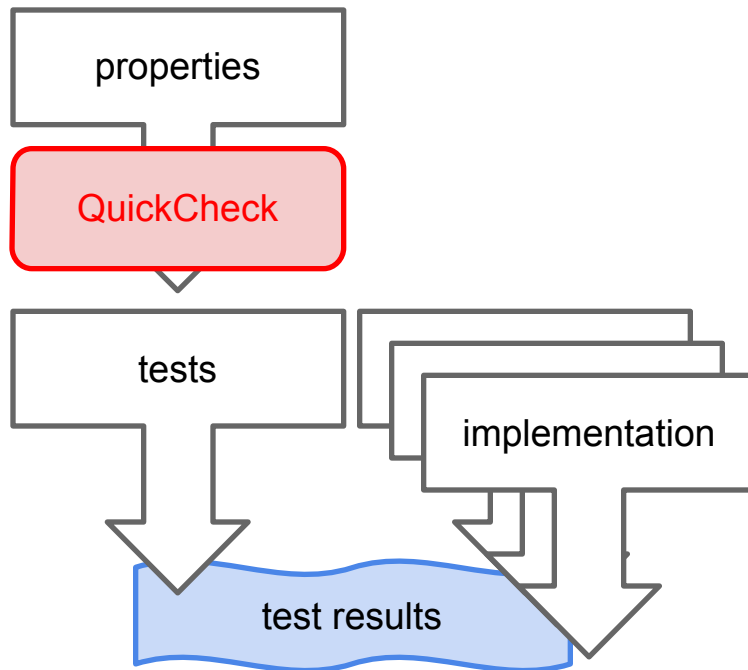 properties
QuickCheck
tests
implementation
test results